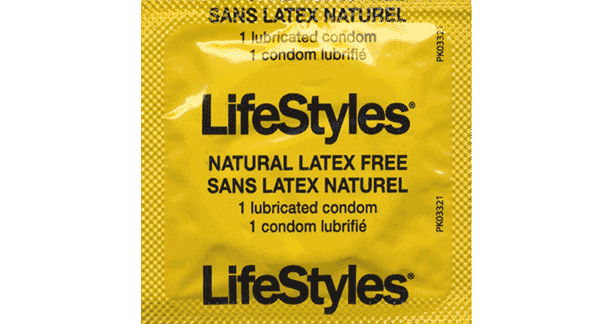 SANS LATEX NATUREL
1 lubricated condom
1 condom lubrifié
LifeStyles®
NATURAL LATEX FREE
SANS LATEX NATUREL
1 lubricated condom
1 condom lubrifié
LifeStyles®
PK03321